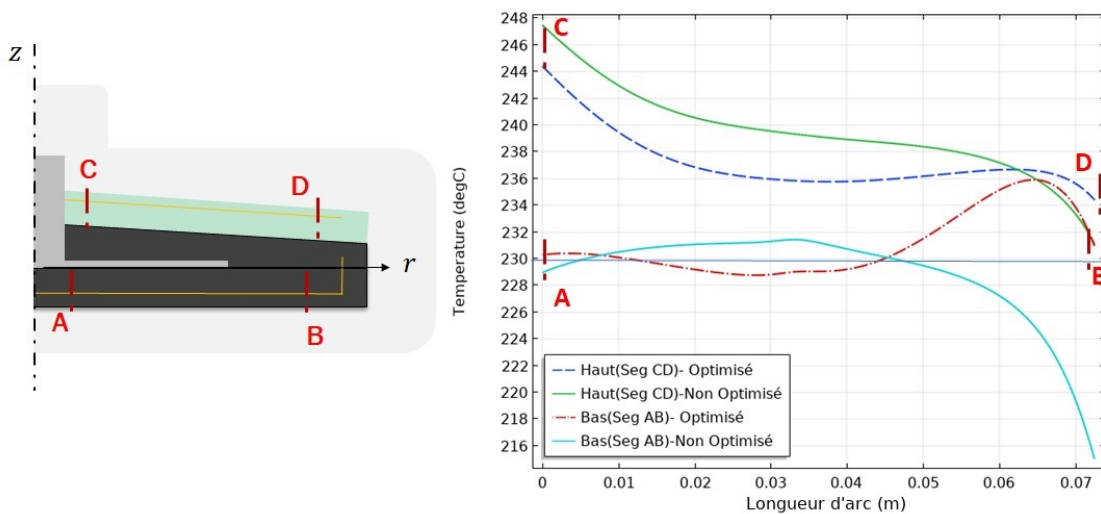 z
C
D
r
A
B
248
246
244
242
240
238
236
234
232
230
228
226
224
222
220
218
216
Temperature (degC)
C
D
A
B
Haut(Seg CD)- Optimisé
Haut(Seg CD)-Non Optimisé
Bas(Seg AB)- Optimisé
Bas(Seg AB)-Non Optimisé
0 0.01 0.02 0.03 0.04 0.05 0.06 0.07
Longueur d'arc (m)